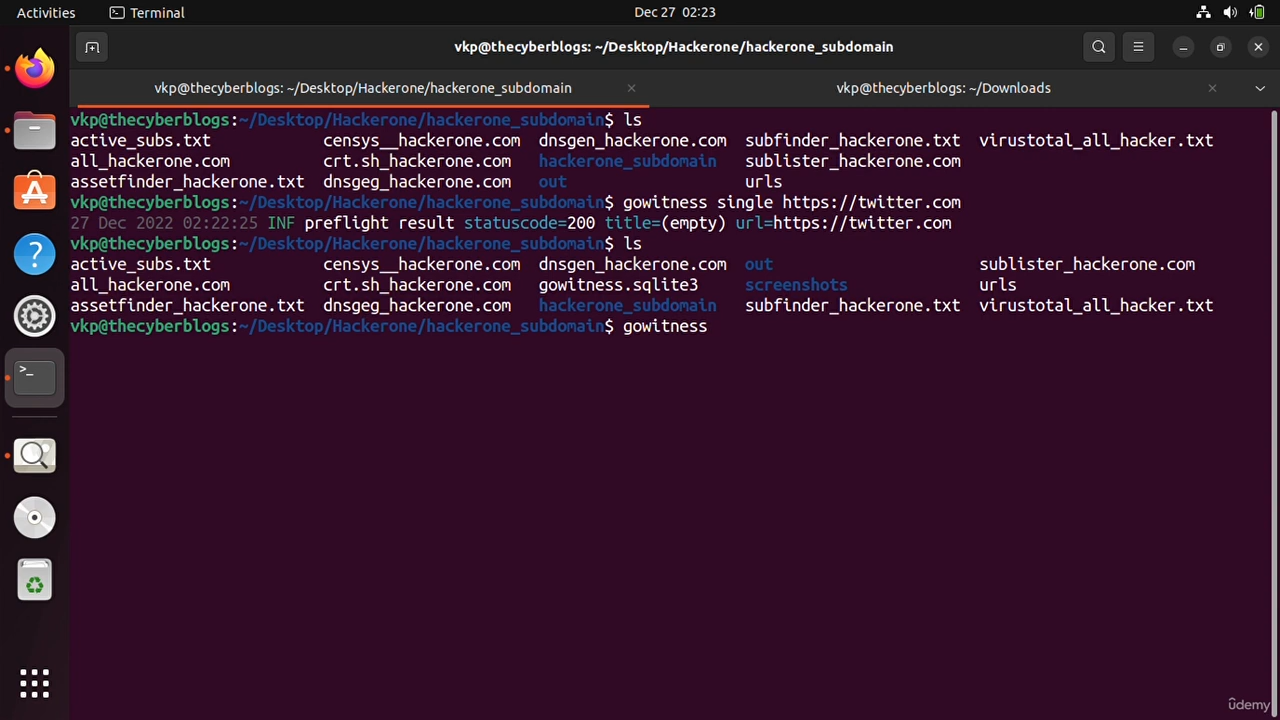 Activities Terminal Dec 27 02:23
vkp@thecyberblogs: ~/Desktop/Hackerone/hackerone_subdomain
vkp@thecyberblogs: ~/Desktop/Hackerone/hackerone_subdomain vkp@thecyberblogs: ~/Downloads
vkp@thecyberblogs:~/Desktop/Hackerone/hackerone_subdomain$ ls
active_subs.txt censys__hackerone.com dnsgen_hackerone.com subfinder_hackerone.txt virustotal_all_hacker.txt
all_hackerone.com crt.sh_hackerone.com hackerone_subdomain sublister_hackerone.com
assetfinder_hackerone.txt dnsgeg_hackerone.com out urls
vkp@thecyberblogs:~/Desktop/Hackerone/hackerone_subdomain$ gowitness single https://twitter.com
27 Dec 2022 02:22:25 INF preflight result statuscode=200 title=(empty) url=https://twitter.com
vkp@thecyberblogs:~/Desktop/Hackerone/hackerone_subdomain$ ls
active_subs.txt censys__hackerone.com dnsgen_hackerone.com out sublister_hackerone.com
all_hackerone.com crt.sh_hackerone.com gowitness.sqlite3 screenshots urls
assetfinder_hackerone.txt dnsgeg_hackerone.com hackerone_subdomain subfinder_hackerone.txt virustotal_all_hacker.txt
vkp@thecyberblogs:~/Desktop/Hackerone/hackerone_subdomain$ gowitness
udemy